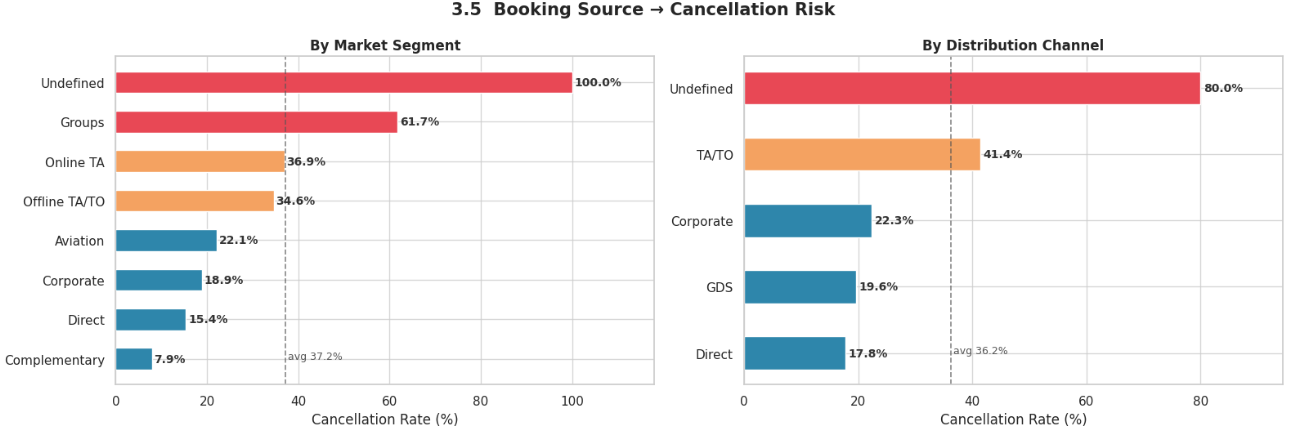 3.5 Booking Source → Cancellation Risk
By Market Segment
Undefined
100.0%
Groups
61.7%
Online TA
36.9%
Offline TA/TO
34.6%
Aviation
22.1%
Corporate
18.9%
Direct
15.4%
Complementary
7.9%
avg 37.2%
0 20 40 60 80 100
Cancellation Rate (%)
By Distribution Channel
Undefined
80.0%
TA/TO
41.4%
Corporate
22.3%
GDS
19.6%
Direct
17.8%
avg 36.2%
0 20 40 60 80
Cancellation Rate (%)